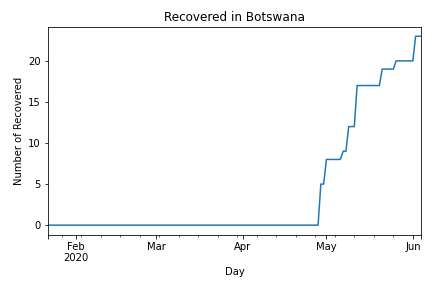 Recovered in Botswana
Number of Recovered
20
15
10
5
0
Feb
2020
Mar
Apr
May
Jun
Day